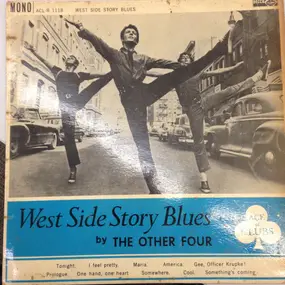 MONO
ACL-R 1119 WEST SIDE STORY BLUES
West Side Story Blues
by THE OTHER FOUR
ACE
CLUBS
Tonight. I feel pretty. Maria. America. Gee, Officer Krupke!
Prologue. One hand, one heart. Somewhere. Cool. Something's coming.